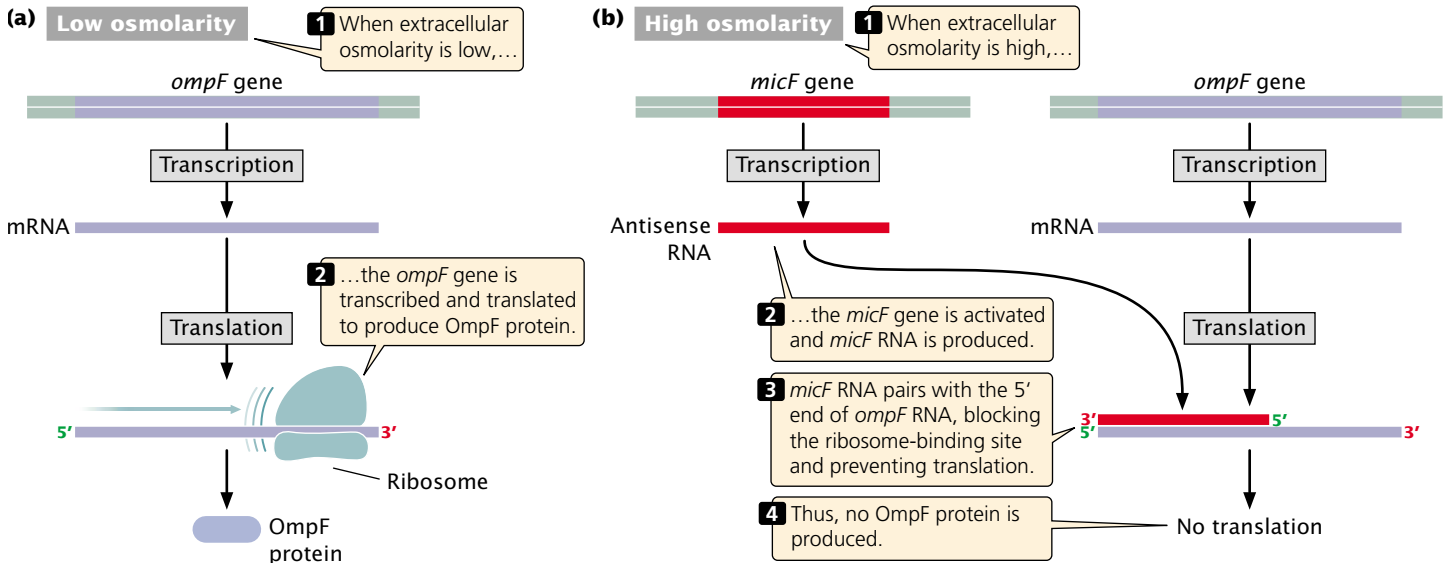 (a) Low osmolarity
1 When extracellular
osmolarity is low,…
ompF gene
Transcription
mRNA
2 …the ompF gene is
transcribed and translated
to produce OmpF protein.
Translation
5′ 3′
Ribosome
OmpF
protein
(b) High osmolarity
1 When extracellular
osmolarity is high,…
micF gene
ompF gene
Transcription
Transcription
Antisense
RNA
mRNA
2 …the micF gene is activated
and micF RNA is produced.
Translation
3 micF RNA pairs with the 5′
end of ompF RNA, blocking
the ribosome-binding site
and preventing translation.
3′ 5′
5′ 3′
4 Thus, no OmpF protein is
produced.
No translation